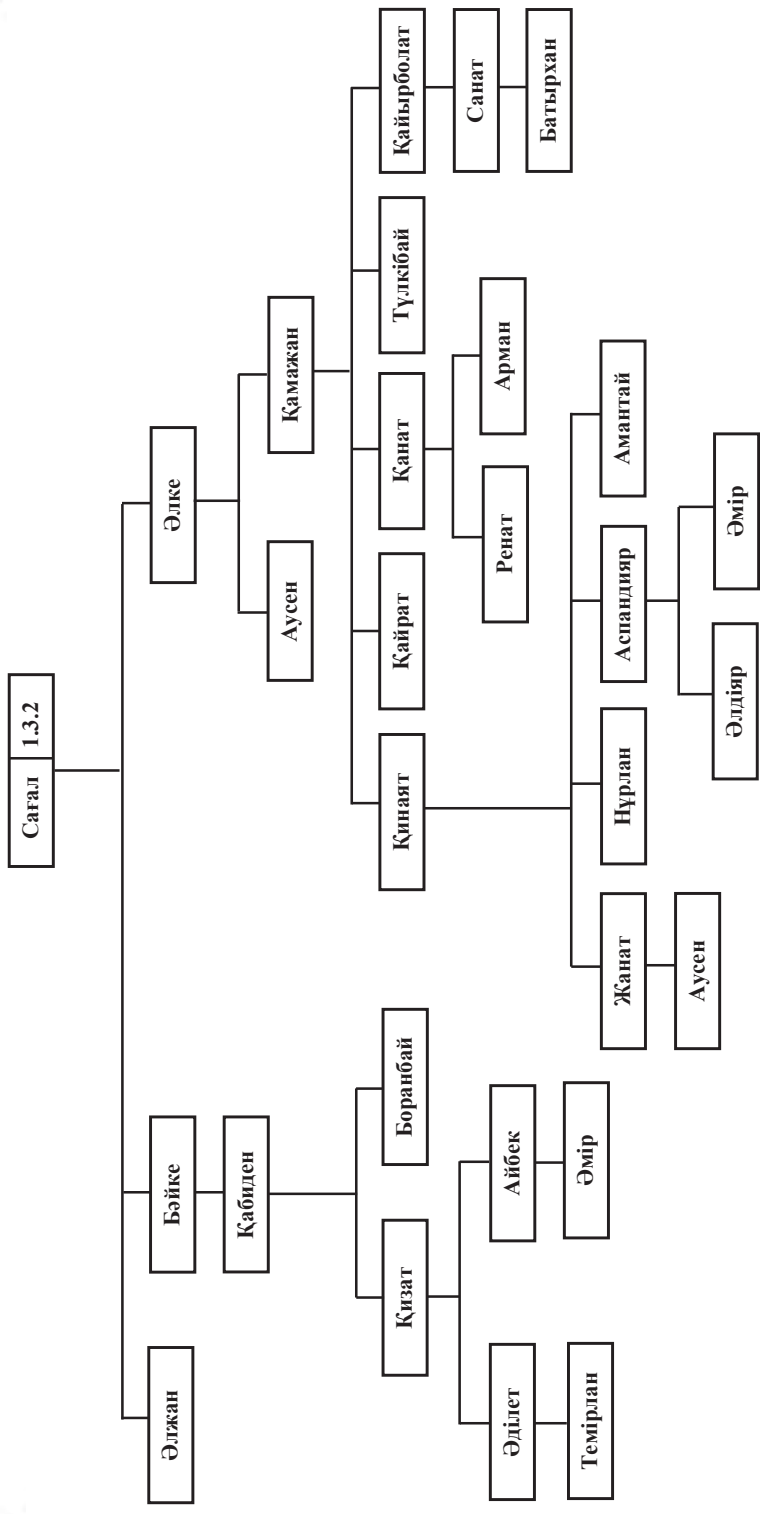 Сағал 1.3.2
Әлжан
Бәйке
Әлке
Қабиден
Аусен
Қамажан
Қизат
Боранбай
Қинаят
Қайрат
Қанат
Түлкібай
Қайырболат
Әділет
Айбек
Ренат
Арман
Санат
Темірлан
Әмір
Жанат
Нұрлан
Аспандияр
Амантай
Батырхан
Аусен
Әлдіяр
Әмір